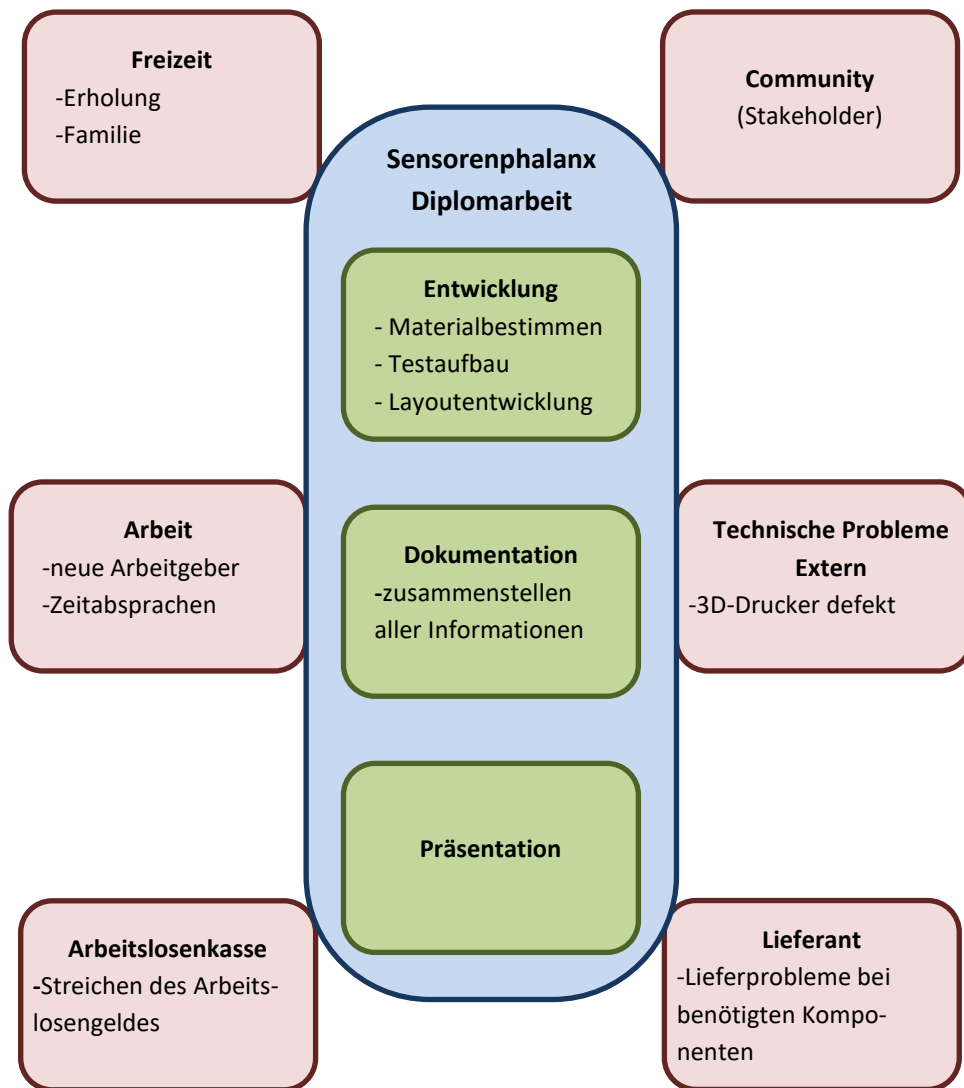 Freizeit
-Erholung
-Familie
Community
(Stakeholder)
Sensorenphalanx
Diplomarbeit
Entwicklung
- Materialbestimmen
- Testaufbau
- Layoutentwicklung
Arbeit
-neue Arbeitgeber
-Zeitabsprachen
Dokumentation
-zusammenstellen
aller Informationen
Technische Probleme
Extern
-3D-Drucker defekt
Präsentation
Arbeitslosenkasse
-Streichen des Arbeits-
losengeldes
Lieferant
-Lieferprobleme bei
benötigten Kompo-
nenten